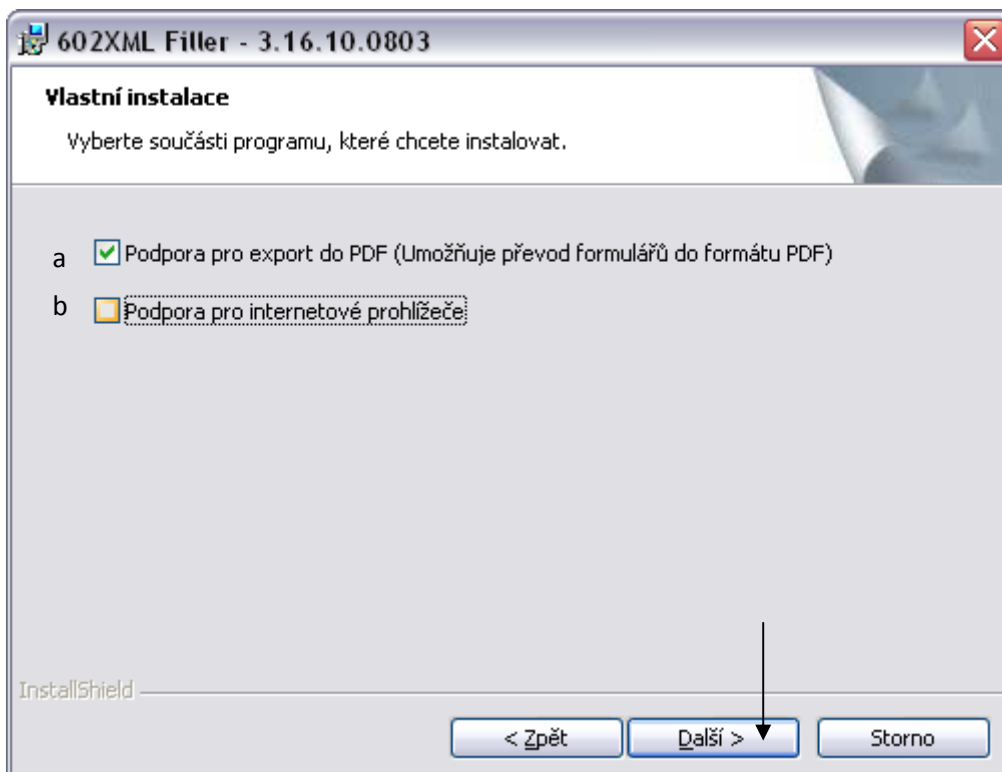 602XML Filler - 3.16.10.0803
Vlastní instalace
Vyberte součásti programu, které chcete instalovat.
a Podpora pro export do PDF (Umožňuje převod formulářů do formátu PDF)
b Podpora pro internetové prohlížeče
InstallShield
< Zpět Další > Storno